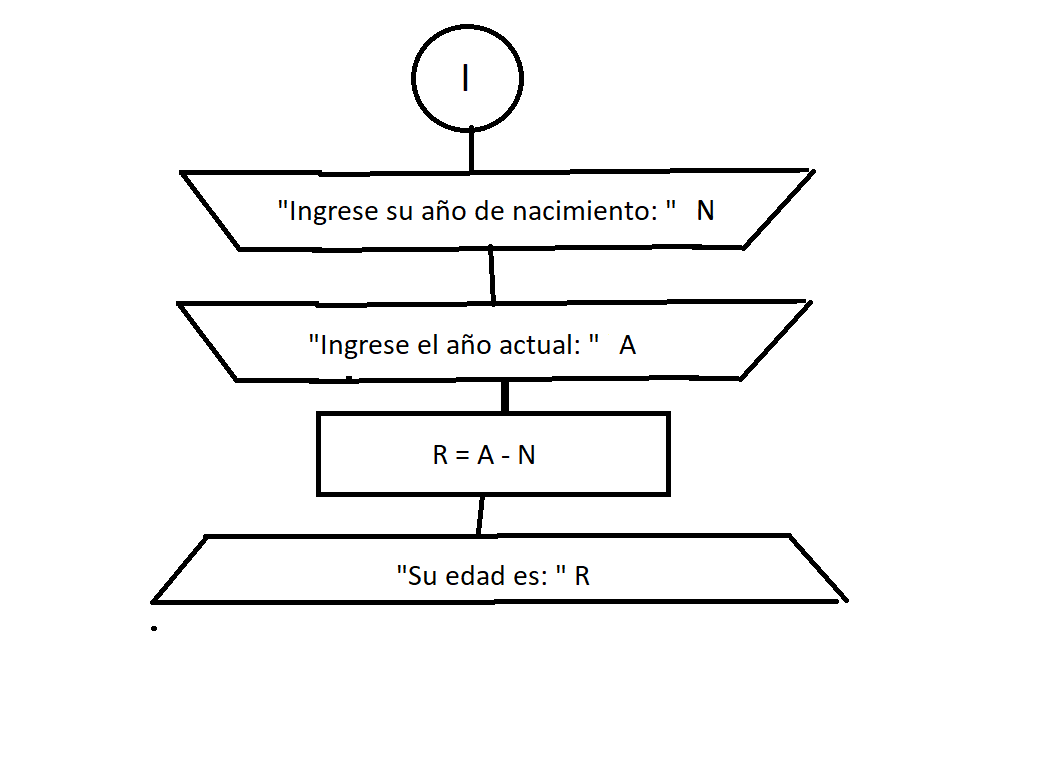 I
"Ingrese su año de nacimiento: " N
"Ingrese el año actual: " A
R = A - N
"Su edad es: " R